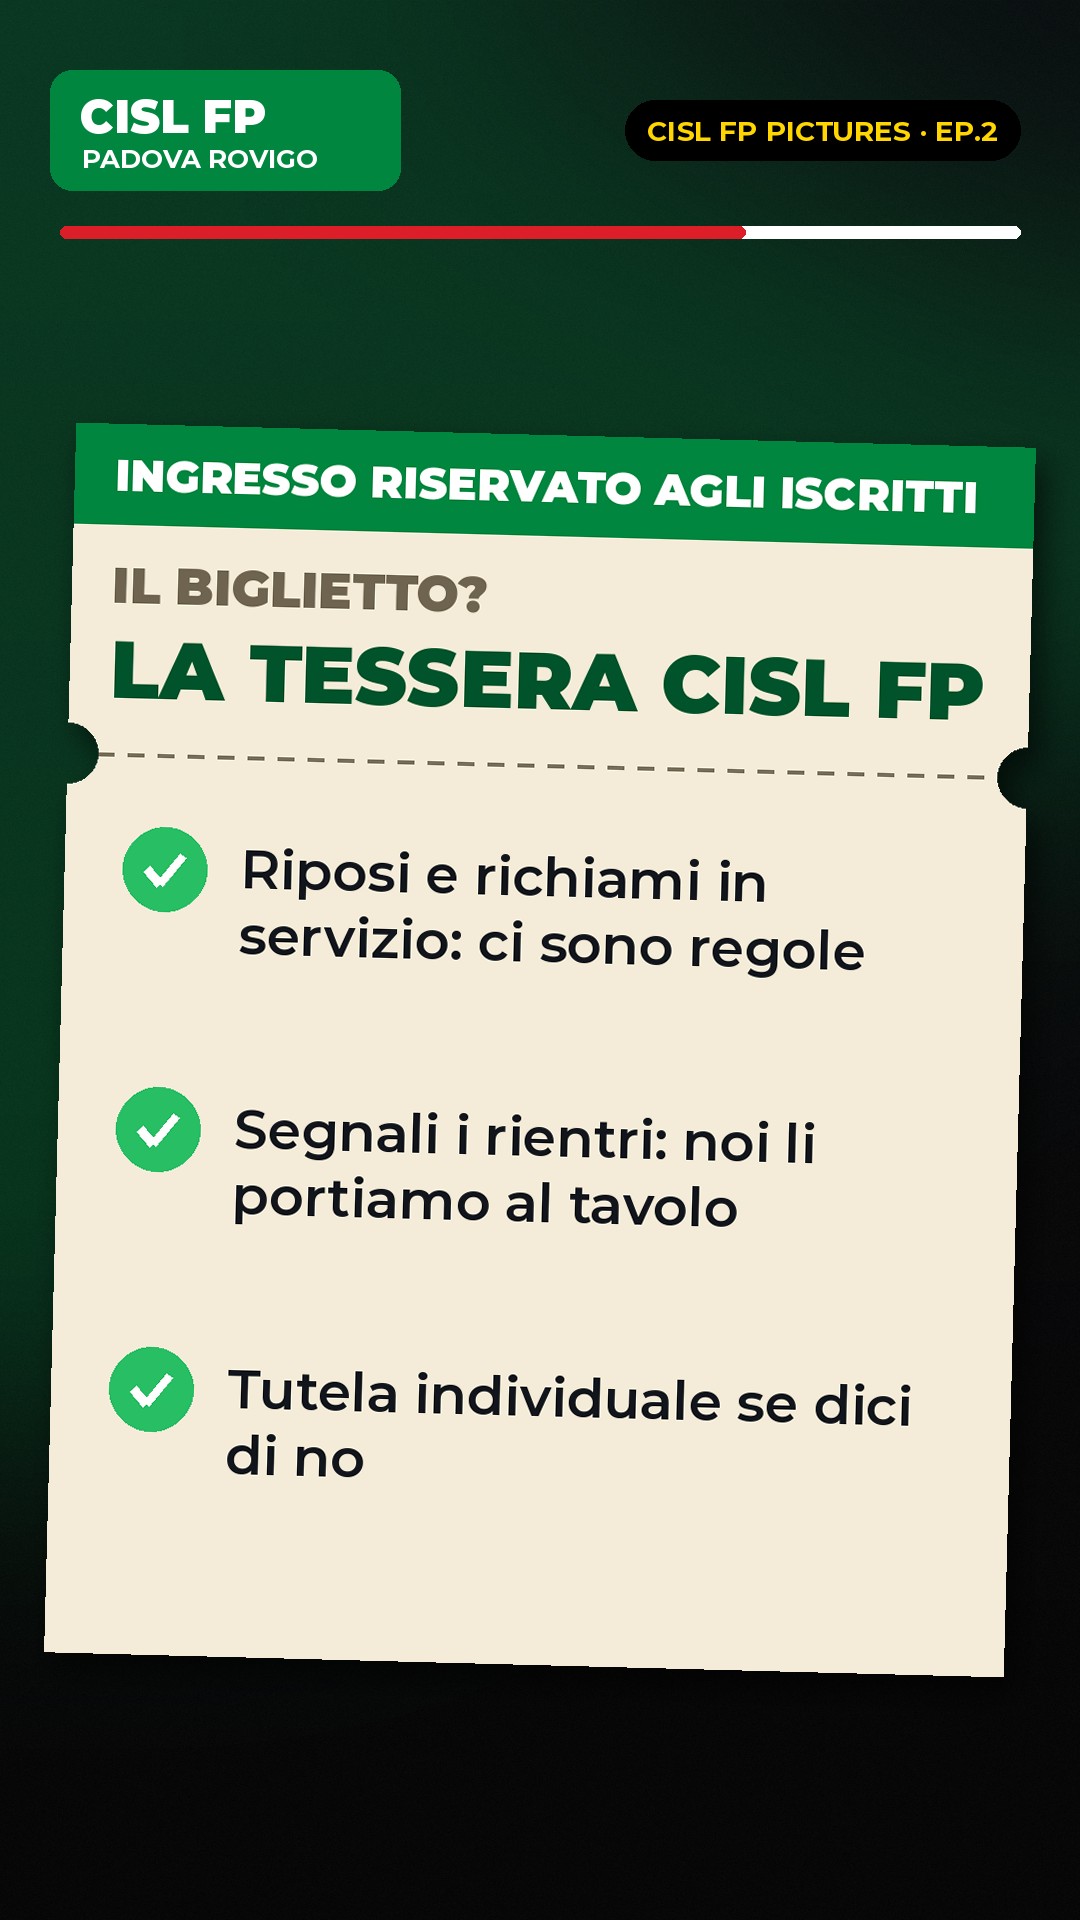 CISL FP
PADOVA ROVIGO
CISL FP PICTURES · EP.2
INGRESSO RISERVATO AGLI ISCRITTI
IL BIGLIETTO?
LA TESSERA CISL FP
Riposi e richiami in
servizio: ci sono regole
Segnali i rientri: noi li
portiamo al tavolo
Tutela individuale se dici
di no